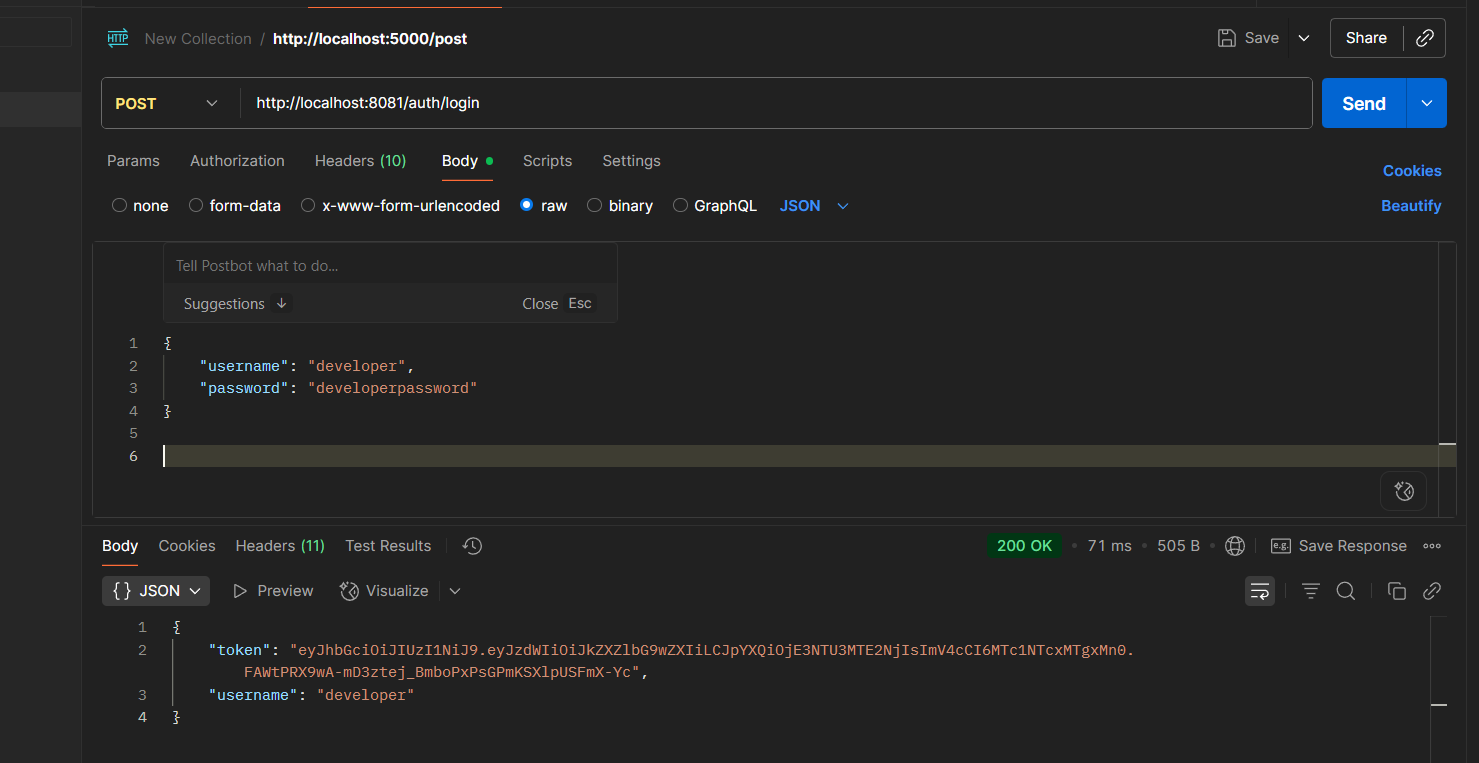 HTTP New Collection / http://localhost:5000/post Save Share
POST http://localhost:8081/auth/login Send
Params Authorization Headers (10) Body Scripts Settings Cookies
none form-data x-www-form-urlencoded raw binary GraphQL JSON Beautify
Tell Postbot what to do...
Suggestions ↓ Close Esc
1 {
2 "username": "developer",
3 "password": "developerpassword"
4 }
5
6
Body Cookies Headers (11) Test Results 200 OK • 71 ms • 505 B • e.g. Save Response
{} JSON Preview Visualize
1 {
2 "token": "eyJhbGciOiJIUzI1NiJ9.eyJzdWIiOiJkZXZlbG9wZXIiLCJpYXQiOjE3NTU3MTE2NjIsImV4cCI6MTc1NTcxMTgxMn0.
FAWtPRX9wA-mD3ztej_BmboPxPsGPmKSXlpUSFmX-Yc",
3 "username": "developer"
4 }